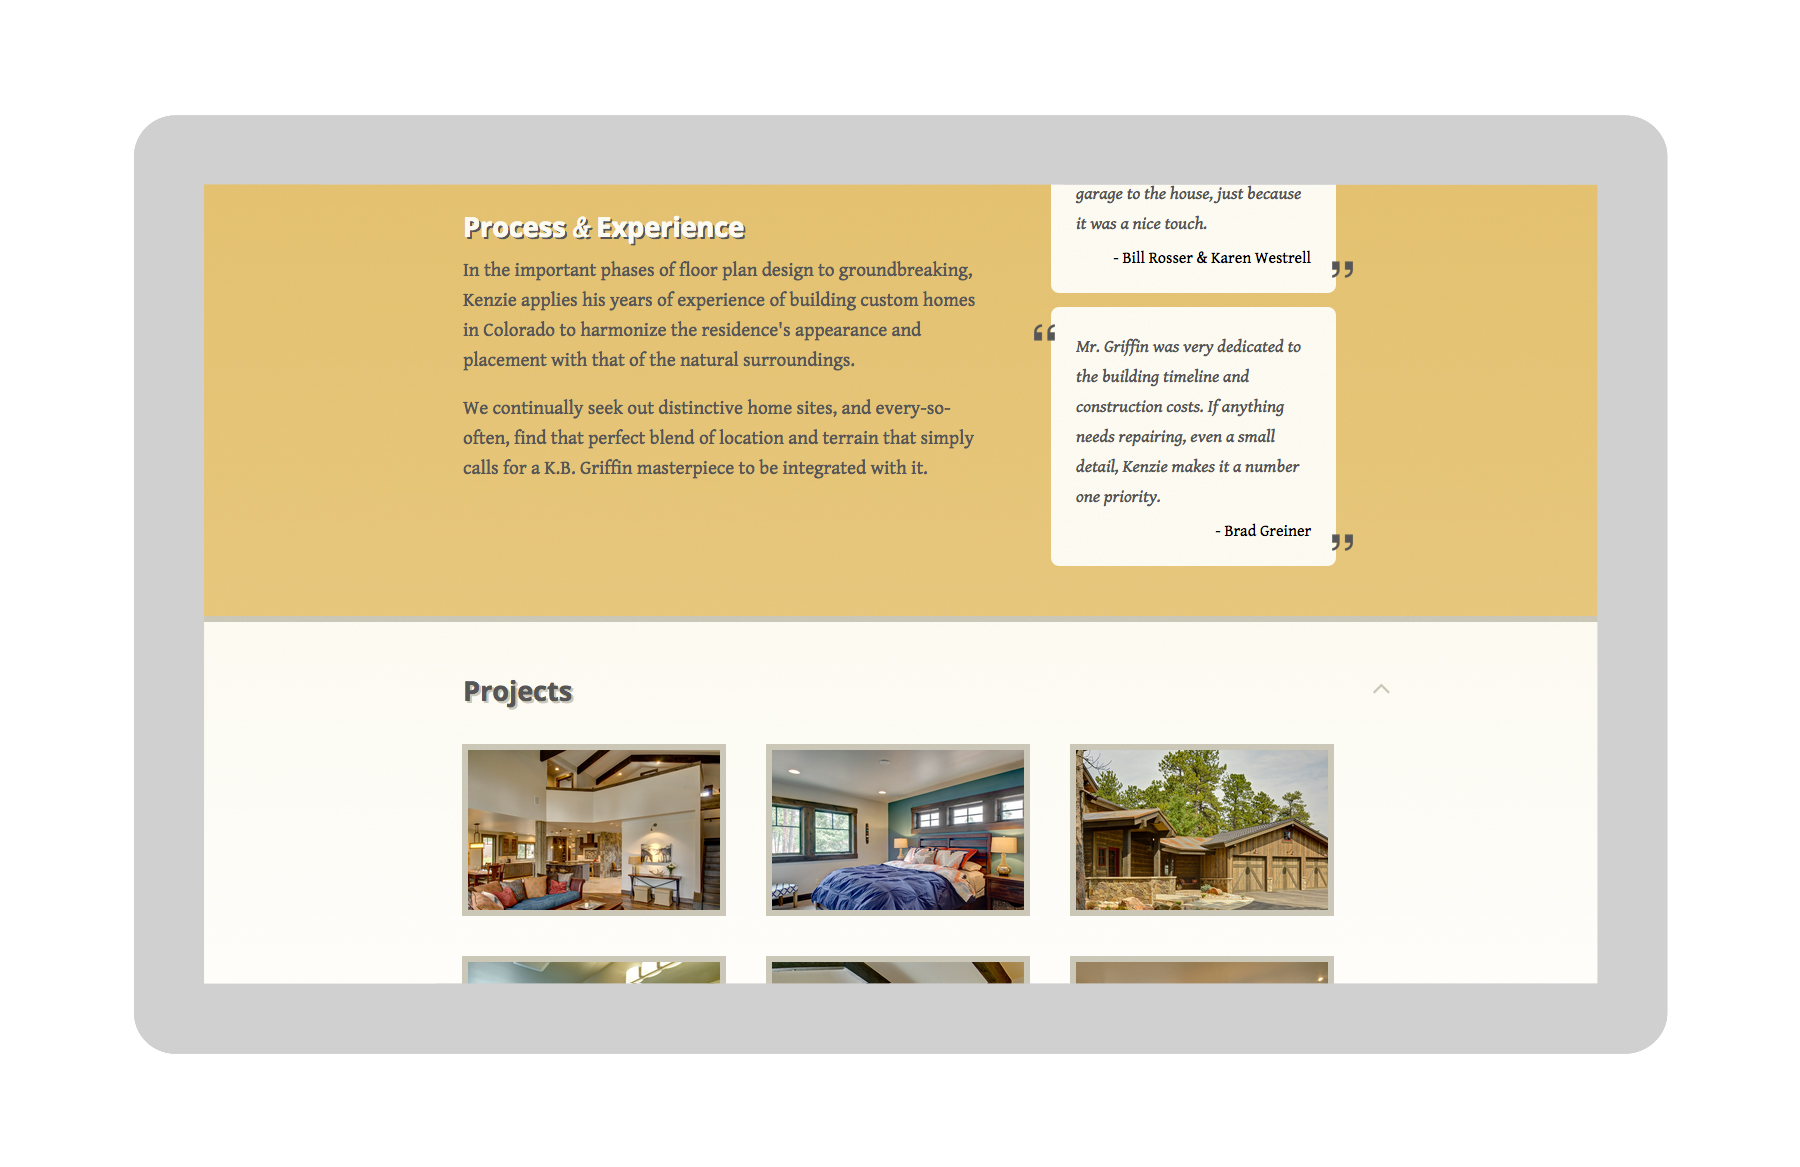 Process & Experience
In the important phases of floor plan design to groundbreaking,
Kenzie applies his years of experience of building custom homes
in Colorado to harmonize the residence's appearance and
placement with that of the natural surroundings.
We continually seek out distinctive home sites, and every-so-
often, find that perfect blend of location and terrain that simply
calls for a K.B. Griffin masterpiece to be integrated with it.
garage to the house, just because
it was a nice touch.
- Bill Rosser & Karen Westrell
”
“
Mr. Griffin was very dedicated to
the building timeline and
construction costs. If anything
needs repairing, even a small
detail, Kenzie makes it a number
one priority.
- Brad Greiner
”
Projects